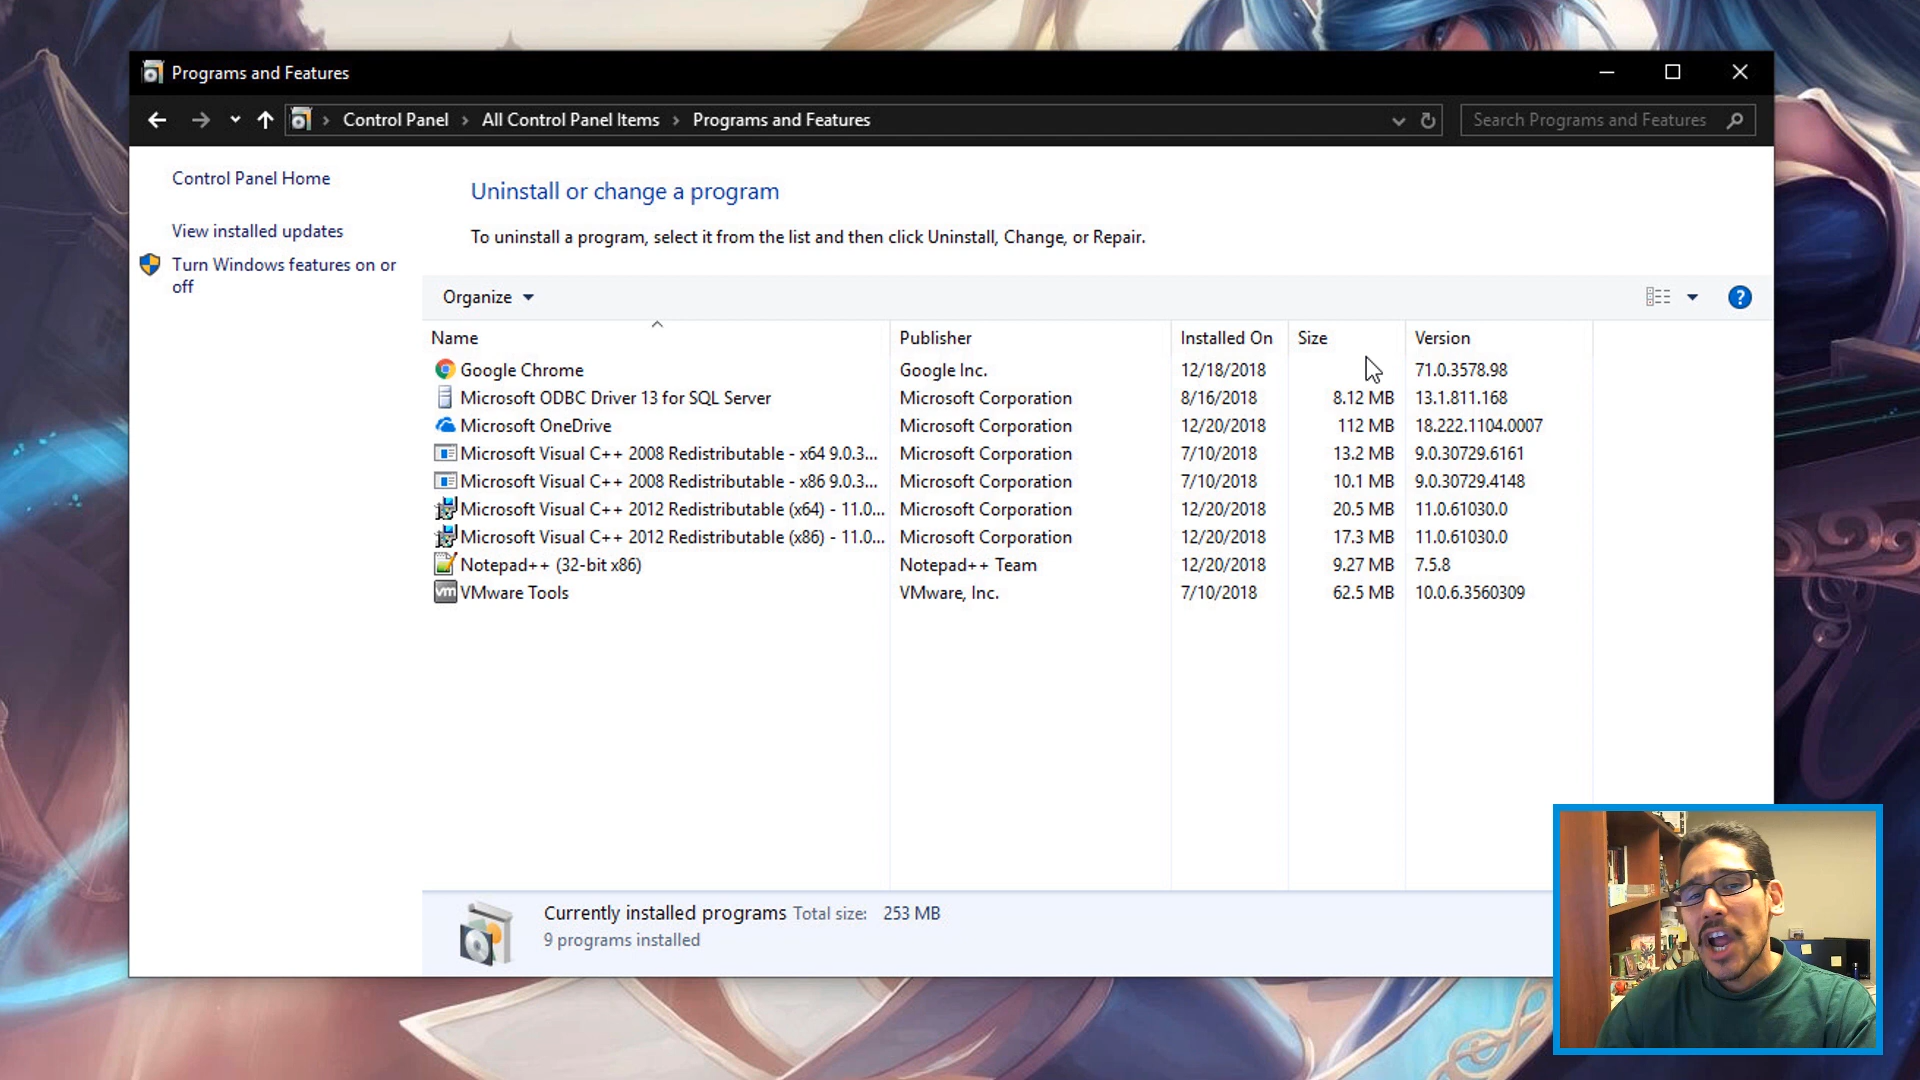 Programs and Features
Control Panel > All Control Panel Items > Programs and Features
Search Programs and Features
Control Panel Home
View installed updates
Turn Windows features on or
off
Uninstall or change a program
To uninstall a program, select it from the list and then click Uninstall, Change, or Repair.
Organize
Name Publisher Installed On Size Version
Google Chrome Google Inc. 12/18/2018 71.0.3578.98
Microsoft ODBC Driver 13 for SQL Server Microsoft Corporation 8/16/2018 8.12 MB 13.1.811.168
Microsoft OneDrive Microsoft Corporation 12/20/2018 112 MB 18.222.1104.0007
Microsoft Visual C++ 2008 Redistributable - x64 9.0.3... Microsoft Corporation 7/10/2018 13.2 MB 9.0.30729.6161
Microsoft Visual C++ 2008 Redistributable - x86 9.0.3... Microsoft Corporation 7/10/2018 10.1 MB 9.0.30729.4148
Microsoft Visual C++ 2012 Redistributable (x64) - 11.0... Microsoft Corporation 12/20/2018 20.5 MB 11.0.61030.0
Microsoft Visual C++ 2012 Redistributable (x86) - 11.0... Microsoft Corporation 12/20/2018 17.3 MB 11.0.61030.0
Notepad++ (32-bit x86) Notepad++ Team 12/20/2018 9.27 MB 7.5.8
vm VMware Tools VMware, Inc. 7/10/2018 62.5 MB 10.0.6.3560309
Currently installed programs Total size: 253 MB
9 programs installed